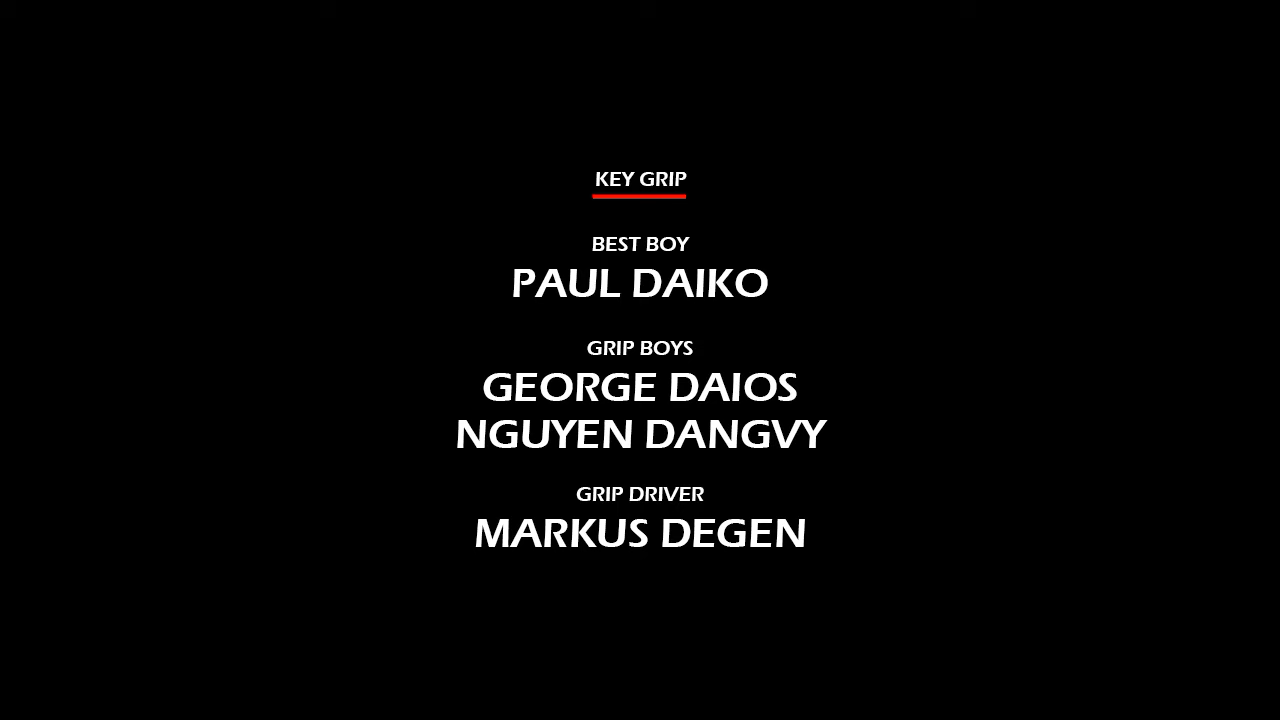 KEY GRIP
BEST BOY
PAUL DAIKO
GRIP BOYS
GEORGE DAIOS
NGUYEN DANGVY
GRIP DRIVER
MARKUS DEGEN